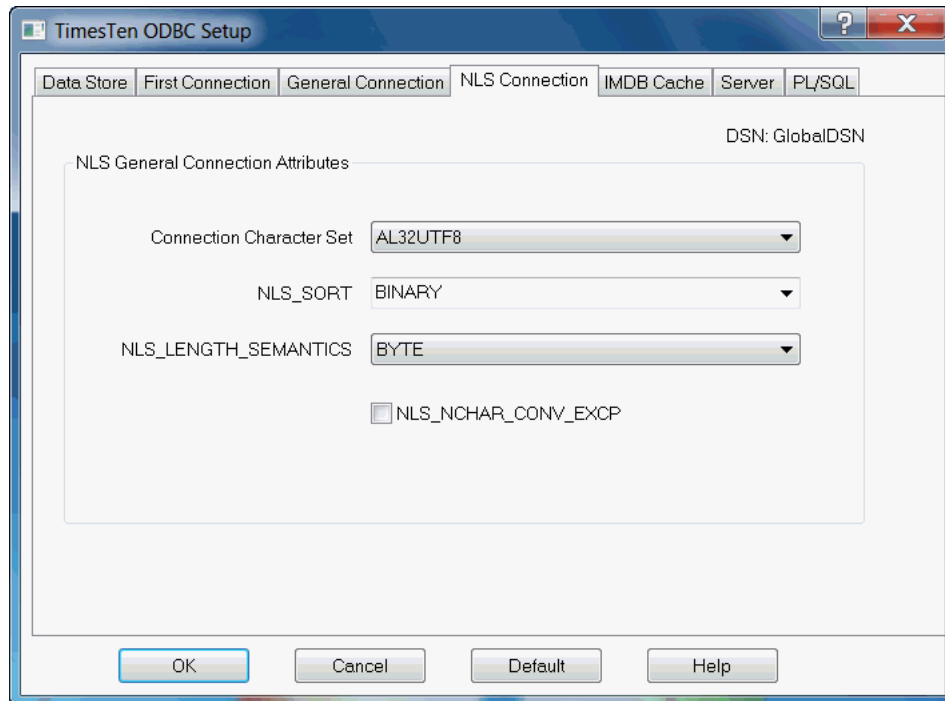 TimesTen ODBC Setup
? X
Data Store First Connection General Connection NLS Connection IMDB Cache Server PL/SQL
DSN: GlobalDSN
NLS General Connection Attributes
Connection Character Set AL32UTF8
NLS_SORT BINARY
NLS_LENGTH_SEMANTICS BYTE
NLS_NCHAR_CONV_EXCP
OK Cancel Default Help